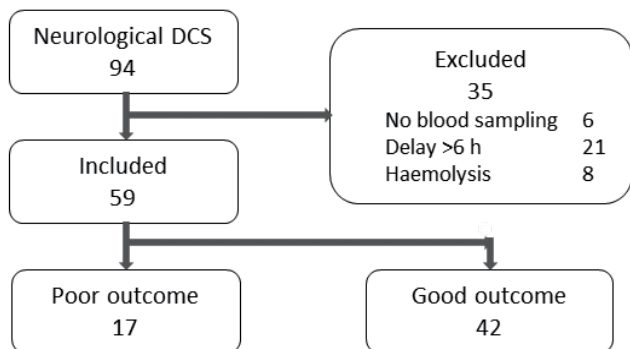 Neurological DCS
94
Excluded
35
No blood sampling 6
Delay >6 h 21
Haemolysis 8
Included
59
Poor outcome
17
Good outcome
42